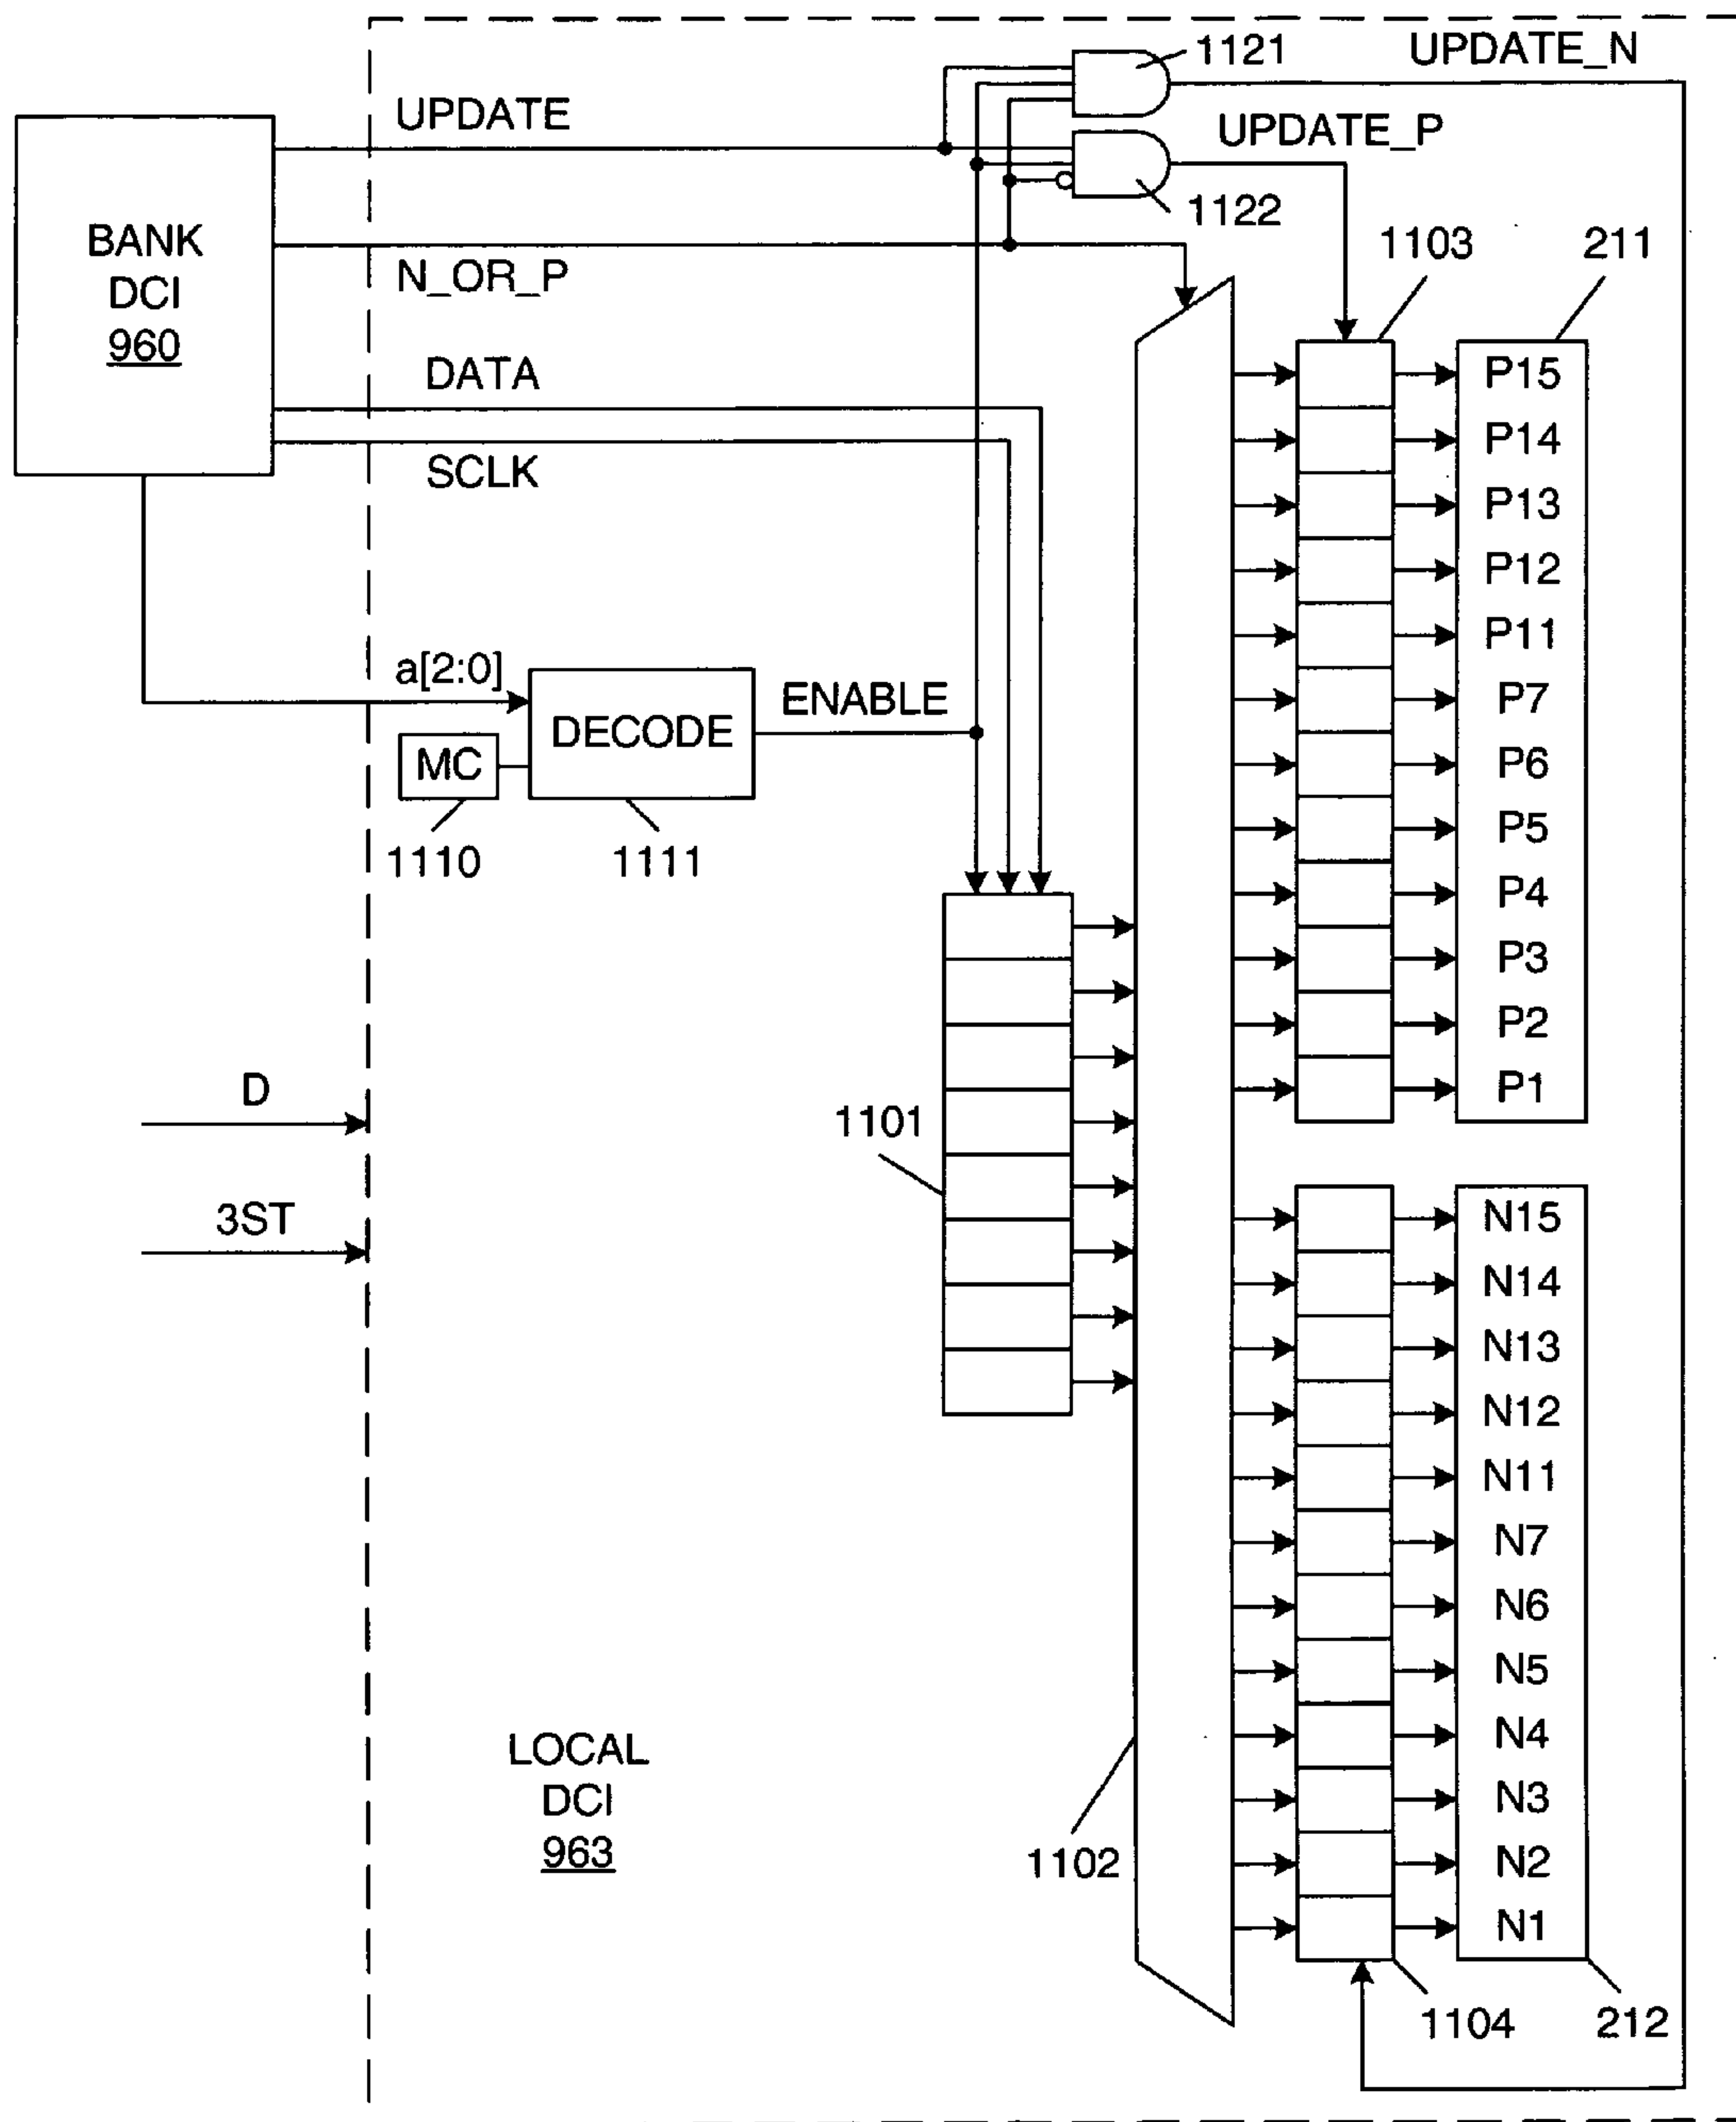 1121
UPDATE_N
UPDATE
UPDATE_P
1122
BANK
DCI
960
N_OR_P
1103
211
DATA
SCLK
a[2:0]
DECODE
ENABLE
MC
1110
1111
P15
P14
P13
P12
P11
P7
P6
P5
P4
P3
P2
P1
D
3ST
1101
N15
N14
N13
N12
N11
N7
N6
N5
N4
N3
N2
N1
LOCAL
DCI
963
1102
1104
212